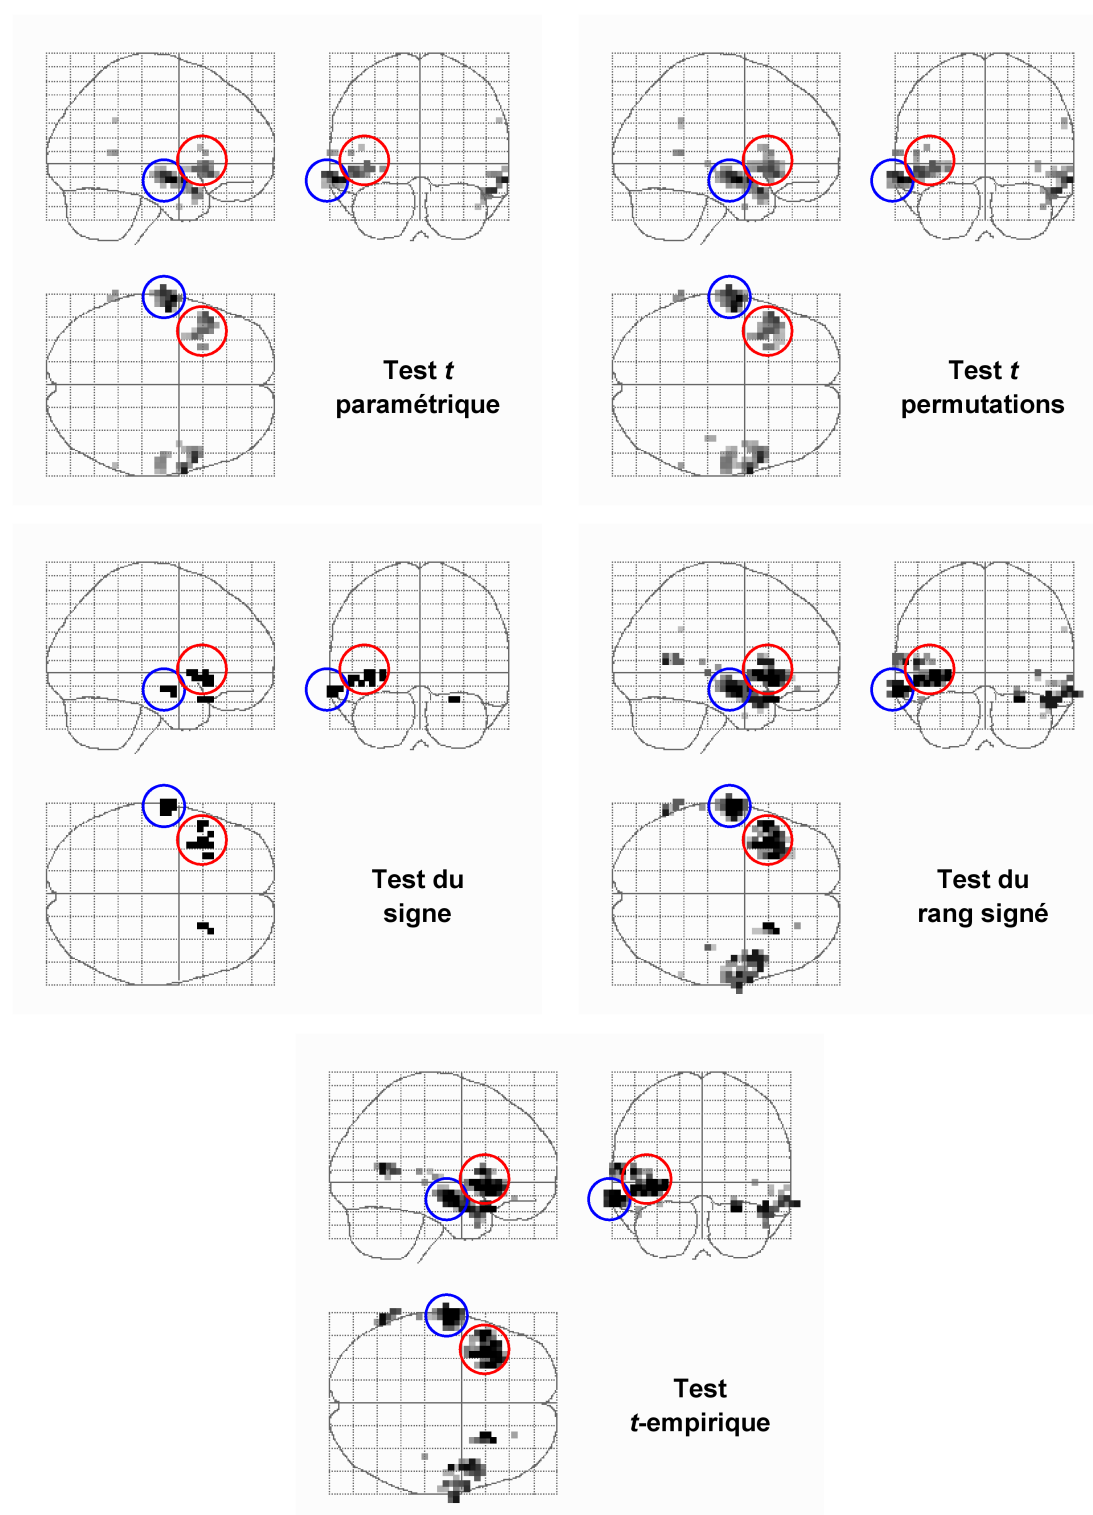 Test t
paramétrique
Test t
permutations
Test du
signe
Test du
rang signé
Test
t-empirique